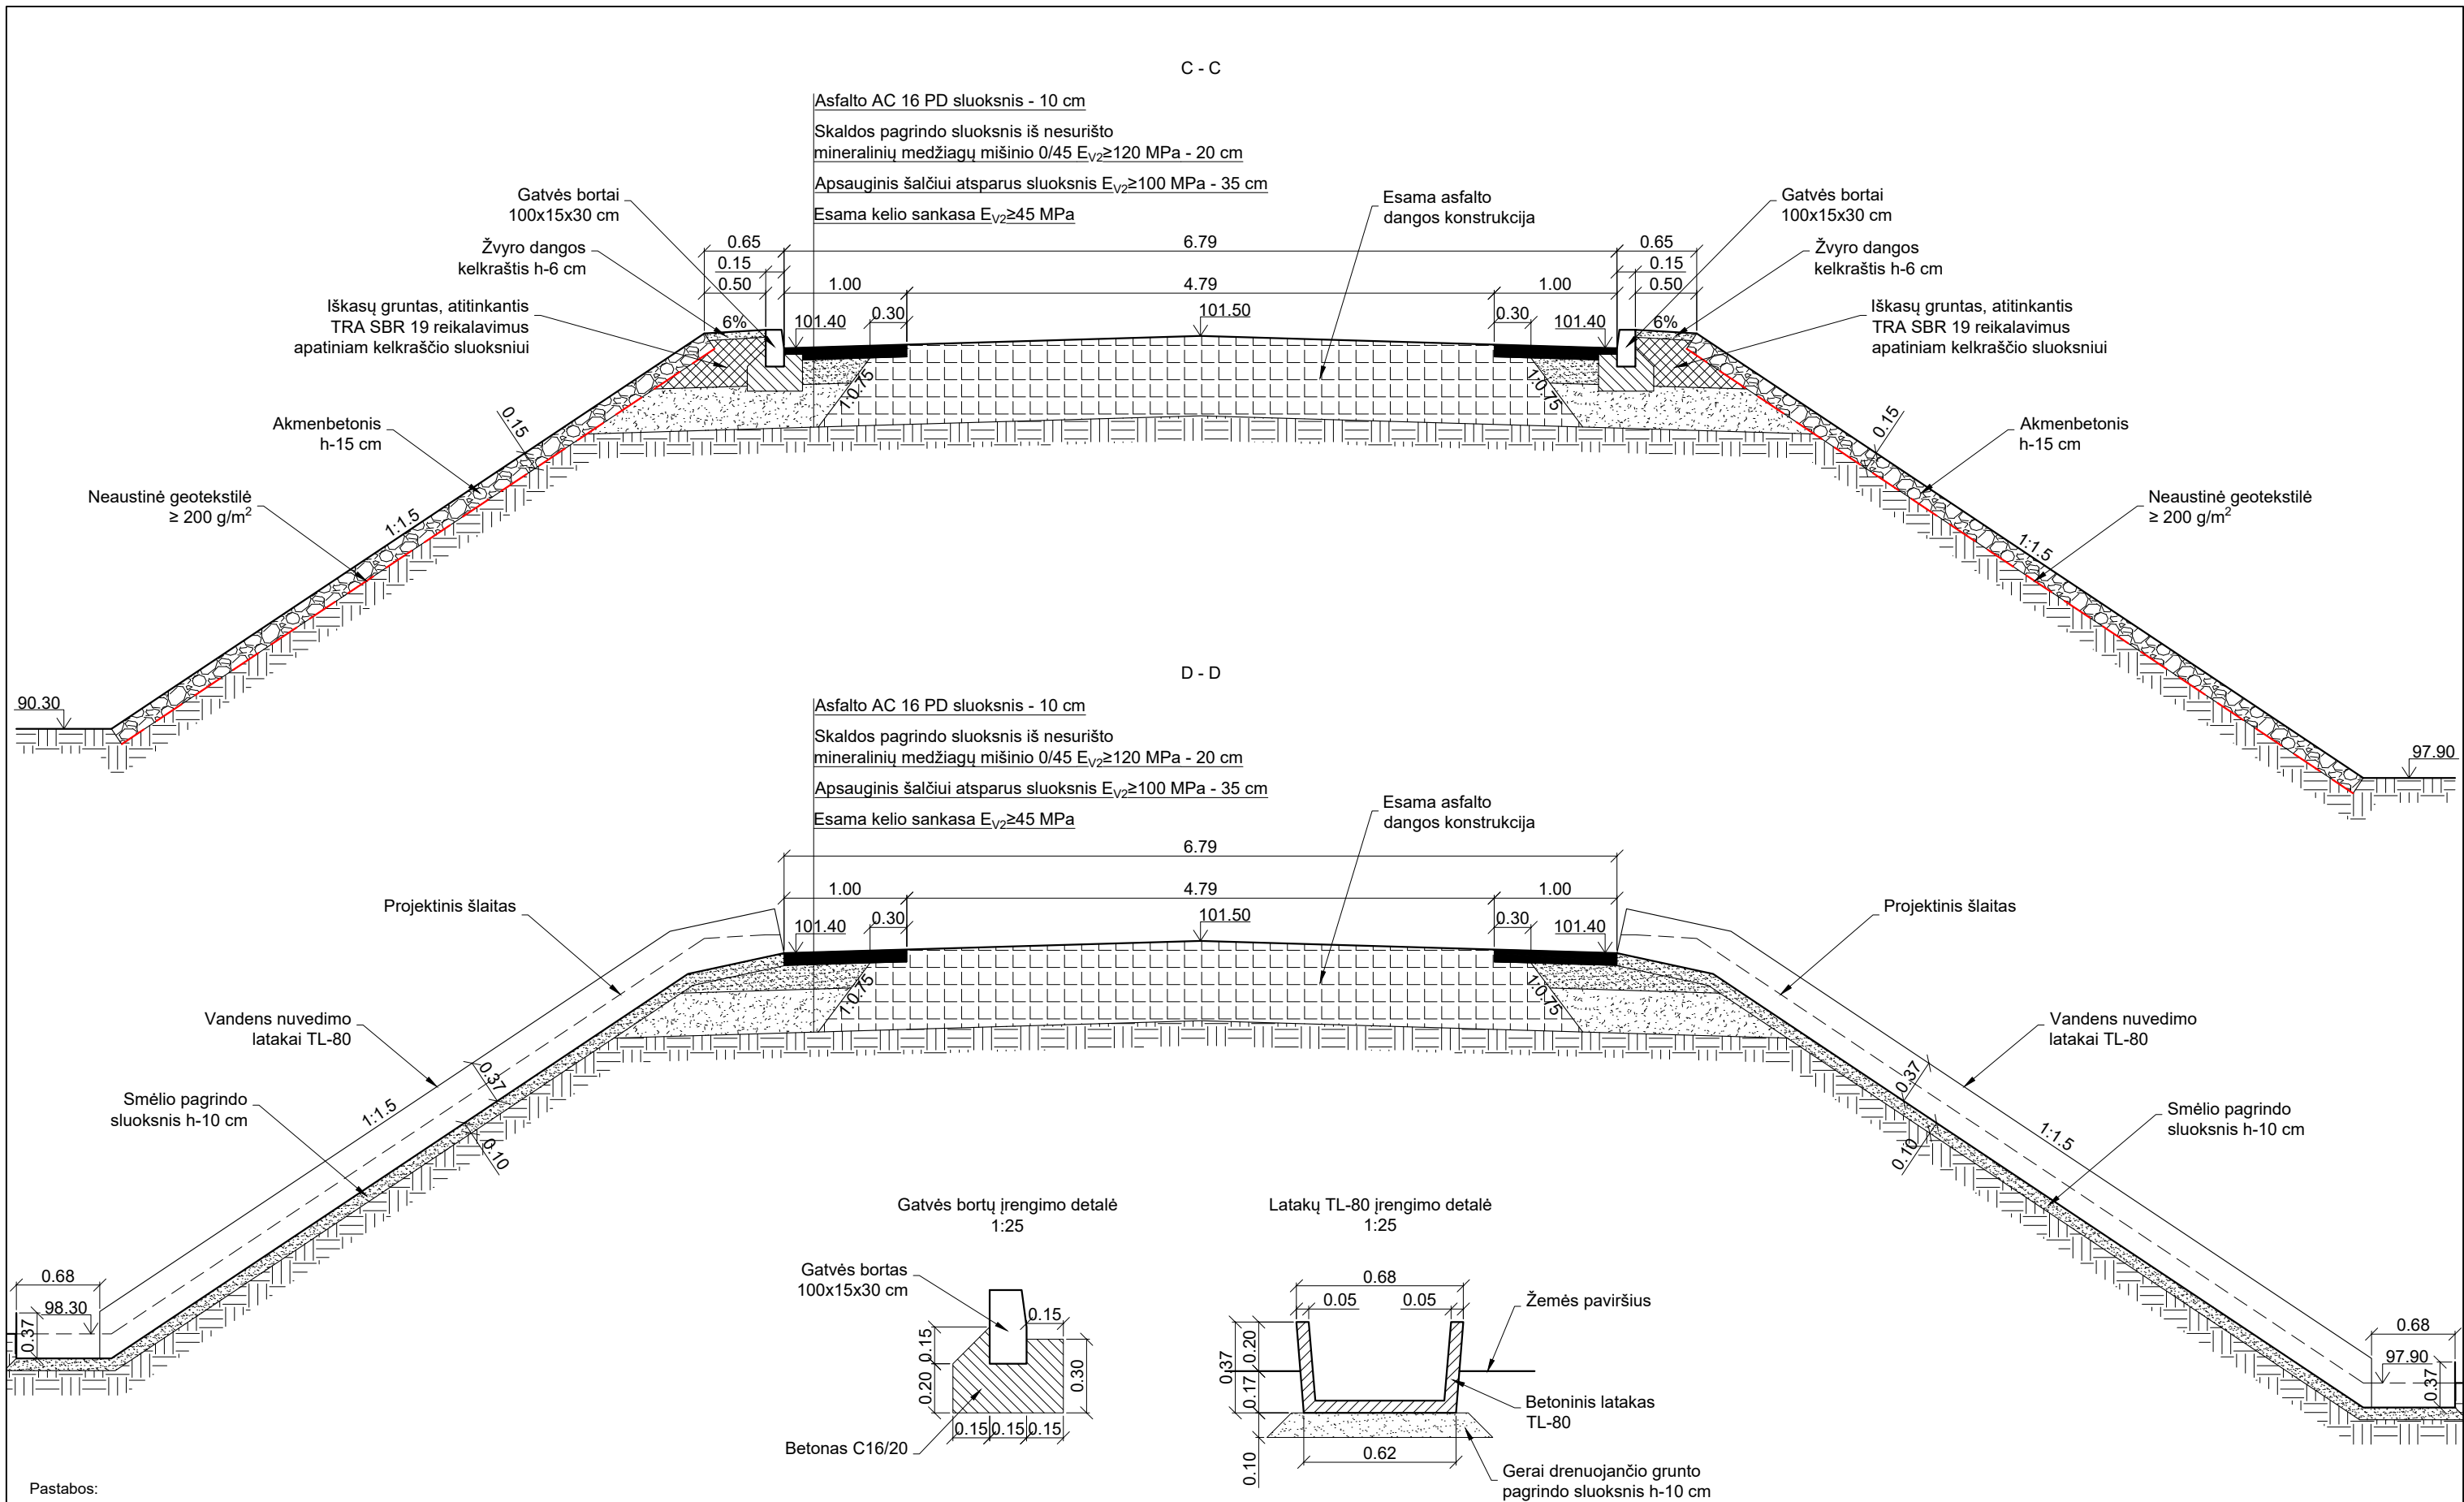 C - C
Asfalto AC 16 PD sluoksnis - 10 cm
Skaldos pagrindo sluoksnis iš nesurišto
mineralinių medžiagų mišinio 0/45 EV2≥120 MPa - 20 cm
Apsauginis šalčiui atsparus sluoksnis EV2≥100 MPa - 35 cm
Esama kelio sankasa EV2≥45 MPa
Gatvės bortai
100x15x30 cm
Žvyro dangos
kelkraštis h-6 cm
Iškasų gruntas, atitinkantis
TRA SBR 19 reikalavimus
apatiniam kelkraščio sluoksniui
Akmenbetonis
h-15 cm
Neaustinė geotekstilė
≥ 200 g/m2
Esama asfalto
dangos konstrukcija
Gatvės bortai
100x15x30 cm
Žvyro dangos
kelkraštis h-6 cm
Iškasų gruntas, atitinkantis
TRA SBR 19 reikalavimus
apatiniam kelkraščio sluoksniui
Akmenbetonis
h-15 cm
Neaustinė geotekstilė
≥ 200 g/m2
0.65 6.79 0.65
0.15 0.15
0.50 1.00 4.79 1.00 0.50
6% 101.40 0.30 101.50 0.30 101.40 6%
1:0.75 1:0.75
0.15 0.15
1:1.5 1:1.5
90.30 97.90
D - D
Asfalto AC 16 PD sluoksnis - 10 cm
Skaldos pagrindo sluoksnis iš nesurišto
mineralinių medžiagų mišinio 0/45 EV2≥120 MPa - 20 cm
Apsauginis šalčiui atsparus sluoksnis EV2≥100 MPa - 35 cm
Esama kelio sankasa EV2≥45 MPa
Esama asfalto
dangos konstrukcija
6.79
1.00 4.79 1.00
101.40 0.30 101.50 0.30 101.40
1:0.75 1:0.75
Projektinis šlaitas
Vandens nuvedimo
latakai TL-80
Smėlio pagrindo
sluoksnis h-10 cm
Projektinis šlaitas
Vandens nuvedimo
latakai TL-80
Smėlio pagrindo
sluoksnis h-10 cm
0.37 0.37
1:1.5 1:1.5
0.10 0.10
0.68 0.68
98.30 97.90
0.37 0.37
Gatvės bortų įrengimo detalė
1:25
Gatvės bortas
100x15x30 cm
0.15
0.15
0.20
0.30
0.15 0.15 0.15
Betonas C16/20
Latakų TL-80 įrengimo detalė
1:25
0.68
0.05 0.05
Žemės paviršius
0.20
0.37
0.17
Betoninis latakas
TL-80
0.62
0.10
Gerai drenuojančio grunto
pagrindo sluoksnis h-10 cm
Pastabos: